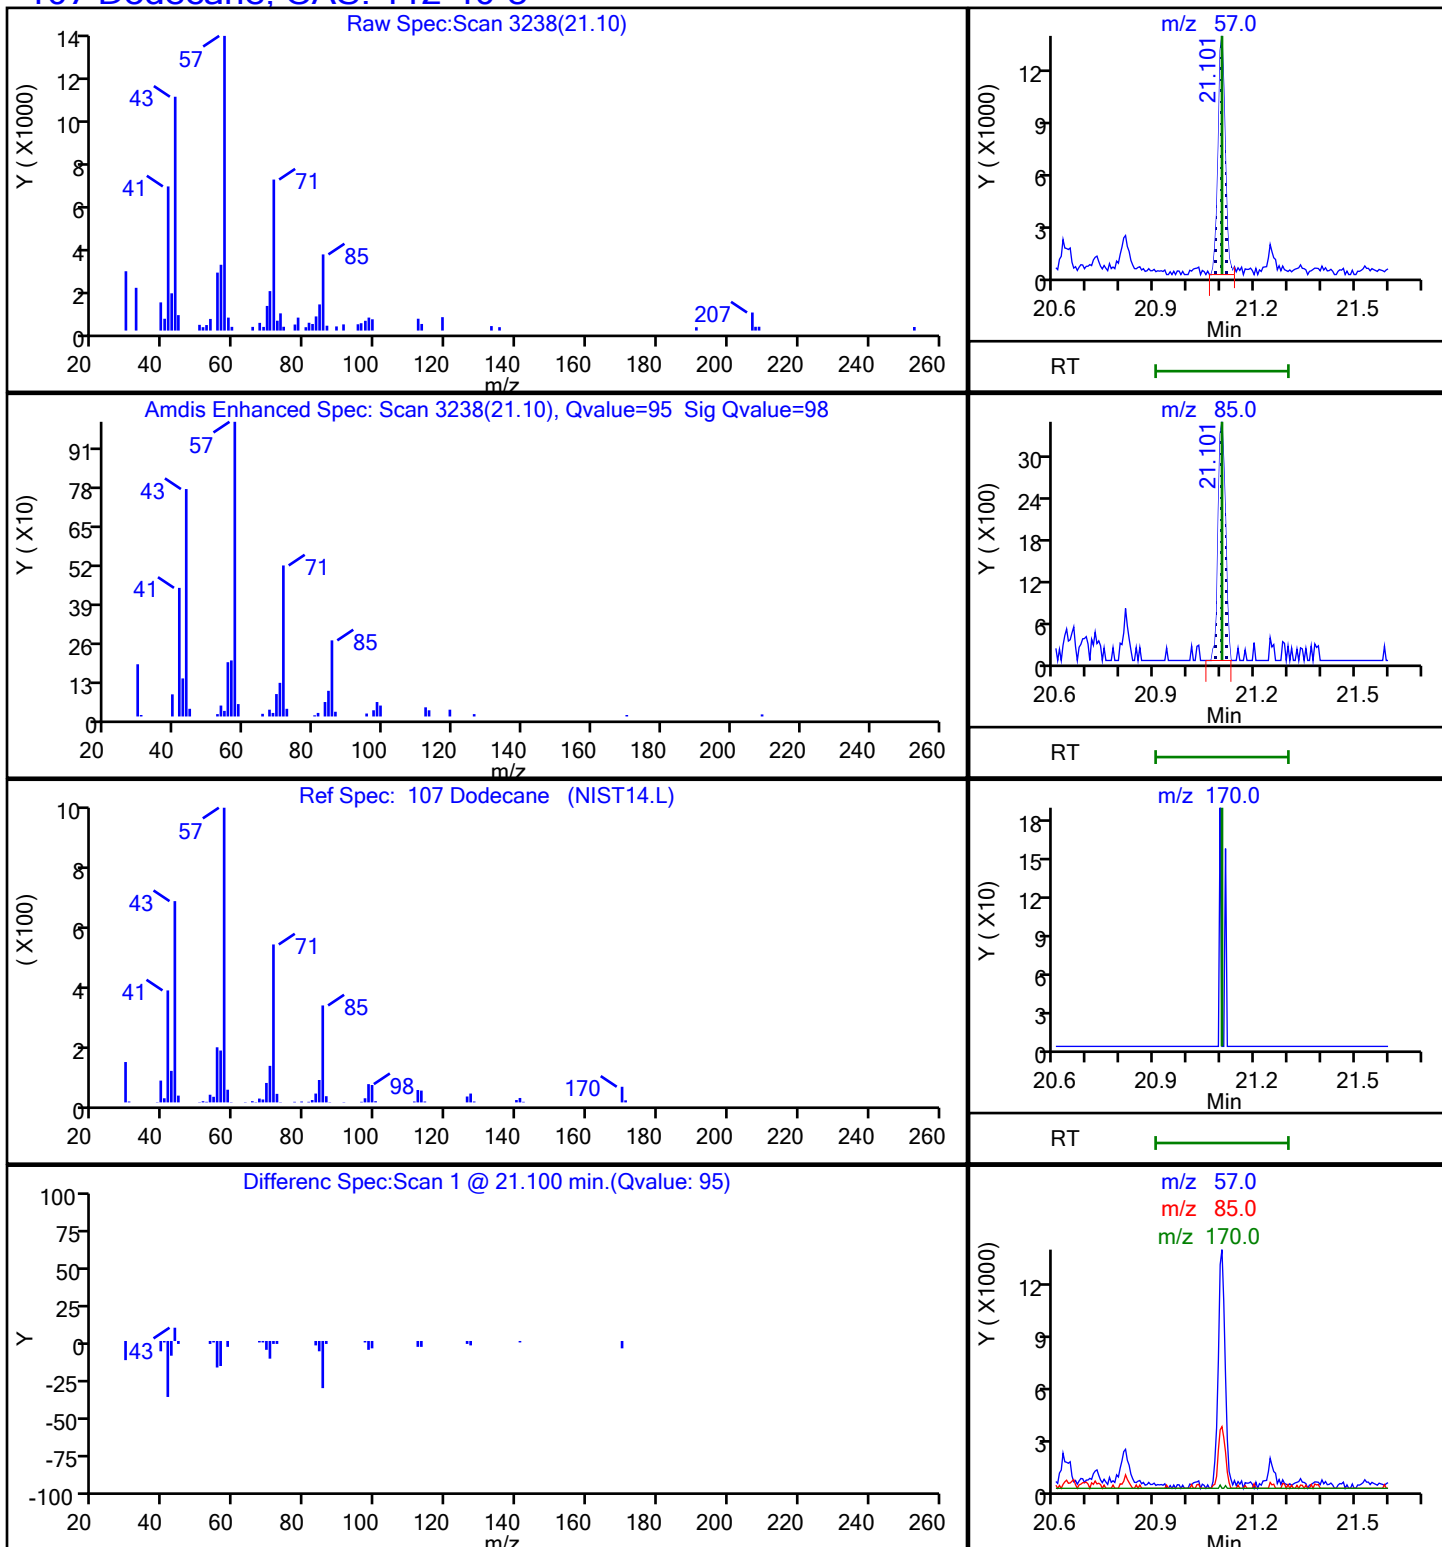 107 Dodecane, CAS: 112-40-3
Raw Spec:Scan 3238(21.10)
Y ( X1000)
14
12
10
8
6
4
2
0
57
43
41
71
85
207
20 40 60 80 100 120 140 160 180 200 220 240 260
m/z
m/z 57.0
Y ( X1000)
12
9
6
3
0
21.101
20.6 20.9 21.2 21.5
Min
RT
Amdis Enhanced Spec: Scan 3238(21.10), Qvalue=95 Sig Qvalue=98
Y ( X10)
91
78
65
52
39
26
13
0
57
43
41
71
85
20 40 60 80 100 120 140 160 180 200 220 240 260
m/z
m/z 85.0
Y ( X100)
30
24
18
12
6
0
21.101
20.6 20.9 21.2 21.5
Min
RT
Ref Spec: 107 Dodecane (NIST14.L)
( X100)
10
8
6
4
2
0
57
43
41
71
85
98
170
20 40 60 80 100 120 140 160 180 200 220 240 260
m/z 170.0
Y ( X10)
18
15
12
9
6
3
0
20.6 20.9 21.2 21.5
Min
RT
Differenc Spec:Scan 1 @ 21.100 min.(Qvalue: 95)
Y
100
75
50
25
0
-25
-50
-75
-100
43
20 40 60 80 100 120 140 160 180 200 220 240 260
m/z
m/z 57.0
m/z 85.0
m/z 170.0
Y ( X1000)
12
9
6
3
0
20.6 20.9 21.2 21.5
Min